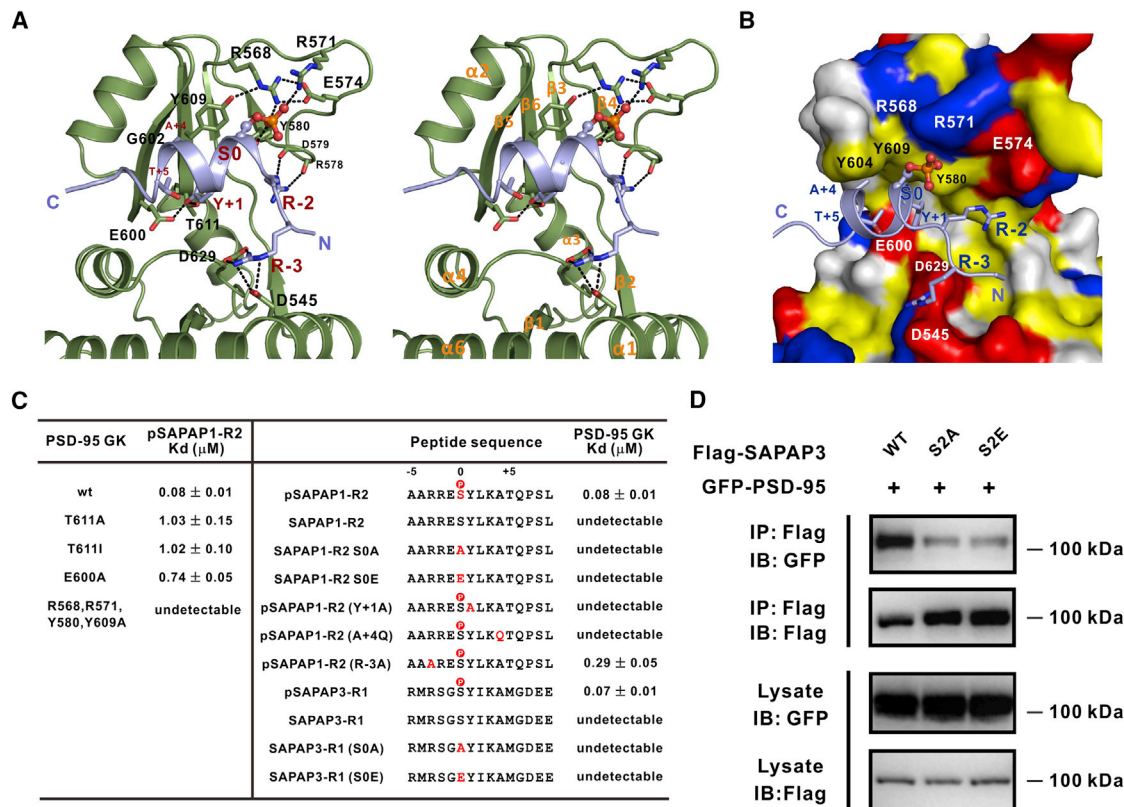 A
R568
R571
α2
E574
Y609
β3
β6
β4
β5
A+4
Y580
G602
S0
D579
R578
T+5
C
Y+1
R-2
T611
N
E600
α3
D629
R-3
α4
β2
D545
β1
α6
α1
B
R568
R571
Y609
E574
Y604
Y580
A+4
S0
C
T+5
Y+1
R-2
E600
R-3
D629
N
D545
C
PSD-95 GK pSAPAP1-R2 Kd (μM) Peptide sequence PSD-95 GK Kd (μM)
-5 0 +5
wt 0.08 ± 0.01
T611A 1.03 ± 0.15
T611I 1.02 ± 0.10
E600A 0.74 ± 0.05
R568,R571, Y580,Y609A undetectable
P
pSAPAP1-R2 AARRESYLKATQPSL 0.08 ± 0.01
SAPAP1-R2 AARRESYLKATQPSL undetectable
SAPAP1-R2 S0A AARREAYLKATQPSL undetectable
SAPAP1-R2 S0E AARREEYLKATQPSL undetectable
P
pSAPAP1-R2 (Y+1A) AARRESALKATQPSL undetectable
P
pSAPAP1-R2 (A+4Q) AARRESYLKQTQPSL undetectable
P
pSAPAP1-R2 (R-3A) AAARESYLKATQPSL 0.29 ± 0.05
P
pSAPAP3-R1 RMRSGSYIKAMGDEE 0.07 ± 0.01
SAPAP3-R1 RMRSGSYIKAMGDEE undetectable
SAPAP3-R1 (S0A) RMRSGAYIKAMGDEE undetectable
SAPAP3-R1 (S0E) RMRSGEYIKAMGDEE undetectable
D
Flag-SAPAP3 WT S2A S2E
GFP-PSD-95 + + +
IP: Flag
IB: GFP
— 100 kDa
IP: Flag
IB: Flag
— 100 kDa
Lysate
IB: GFP
— 100 kDa
Lysate
IB:Flag
— 100 kDa